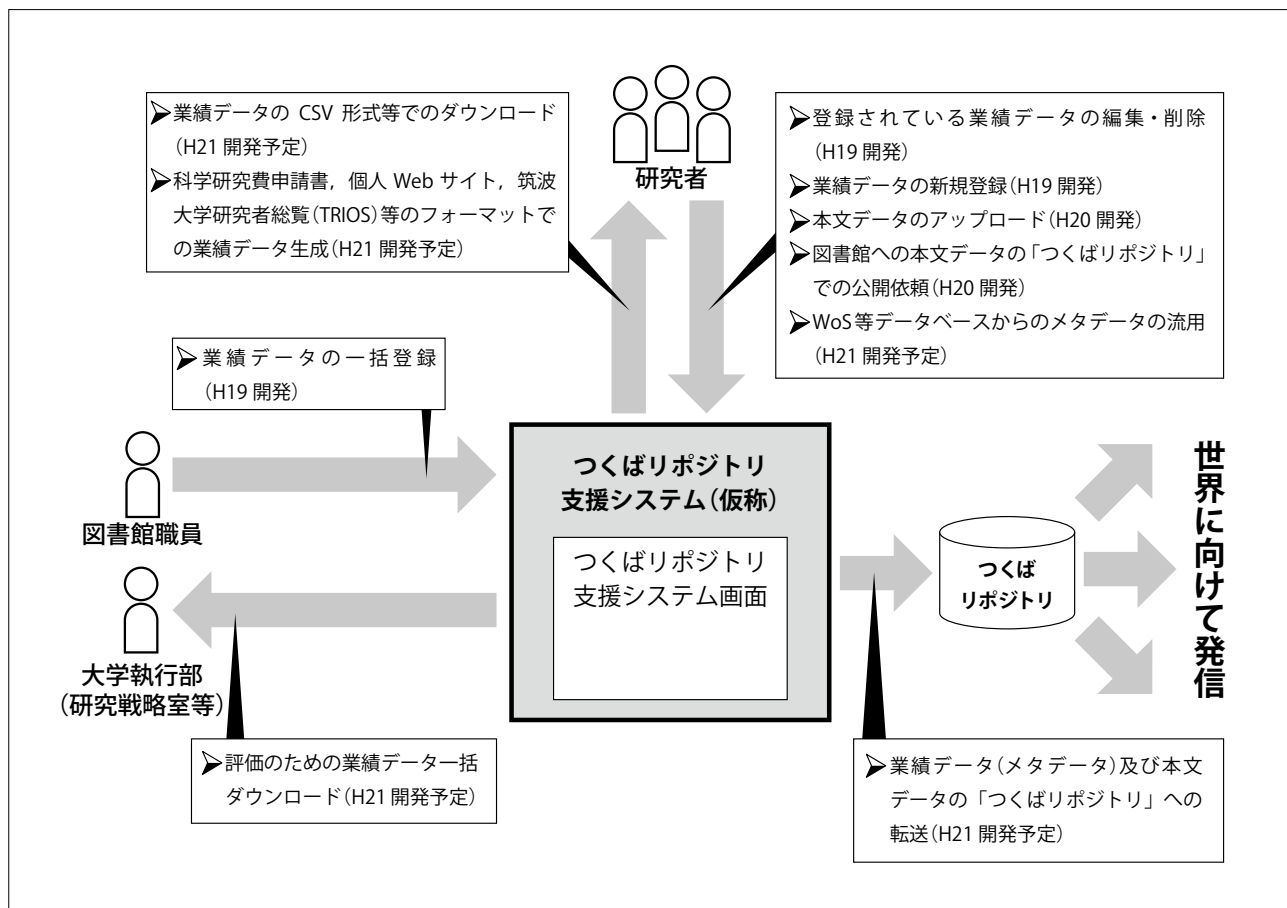 ➢業績データの CSV 形式等でのダウンロード
(H21 開発予定)
➢科学研究費申請書，個人 Web サイト，筑波
大学研究者総覧(TRIOS)等のフォーマットで
の業績データ生成(H21 開発予定)
研究者
➢登録されている業績データの編集・削除
(H19 開発)
➢業績データの新規登録(H19 開発)
➢本文データのアップロード(H20 開発)
➢図書館への本文データの「つくばリポジトリ」
での公開依頼(H20 開発)
➢WoS等データベースからのメタデータの流用
(H21 開発予定)
➢業績データの一括登録
(H19 開発)
図書館職員
大学執行部
(研究戦略室等)
つくばリポジトリ
支援システム(仮称)
つくばリポジトリ
支援システム画面
つくば
リポジトリ
世界に向けて発信
➢評価のための業績データ一括
ダウンロード(H21 開発予定)
➢業績データ(メタデータ)及び本文
データの「つくばリポジトリ」への
転送(H21 開発予定)